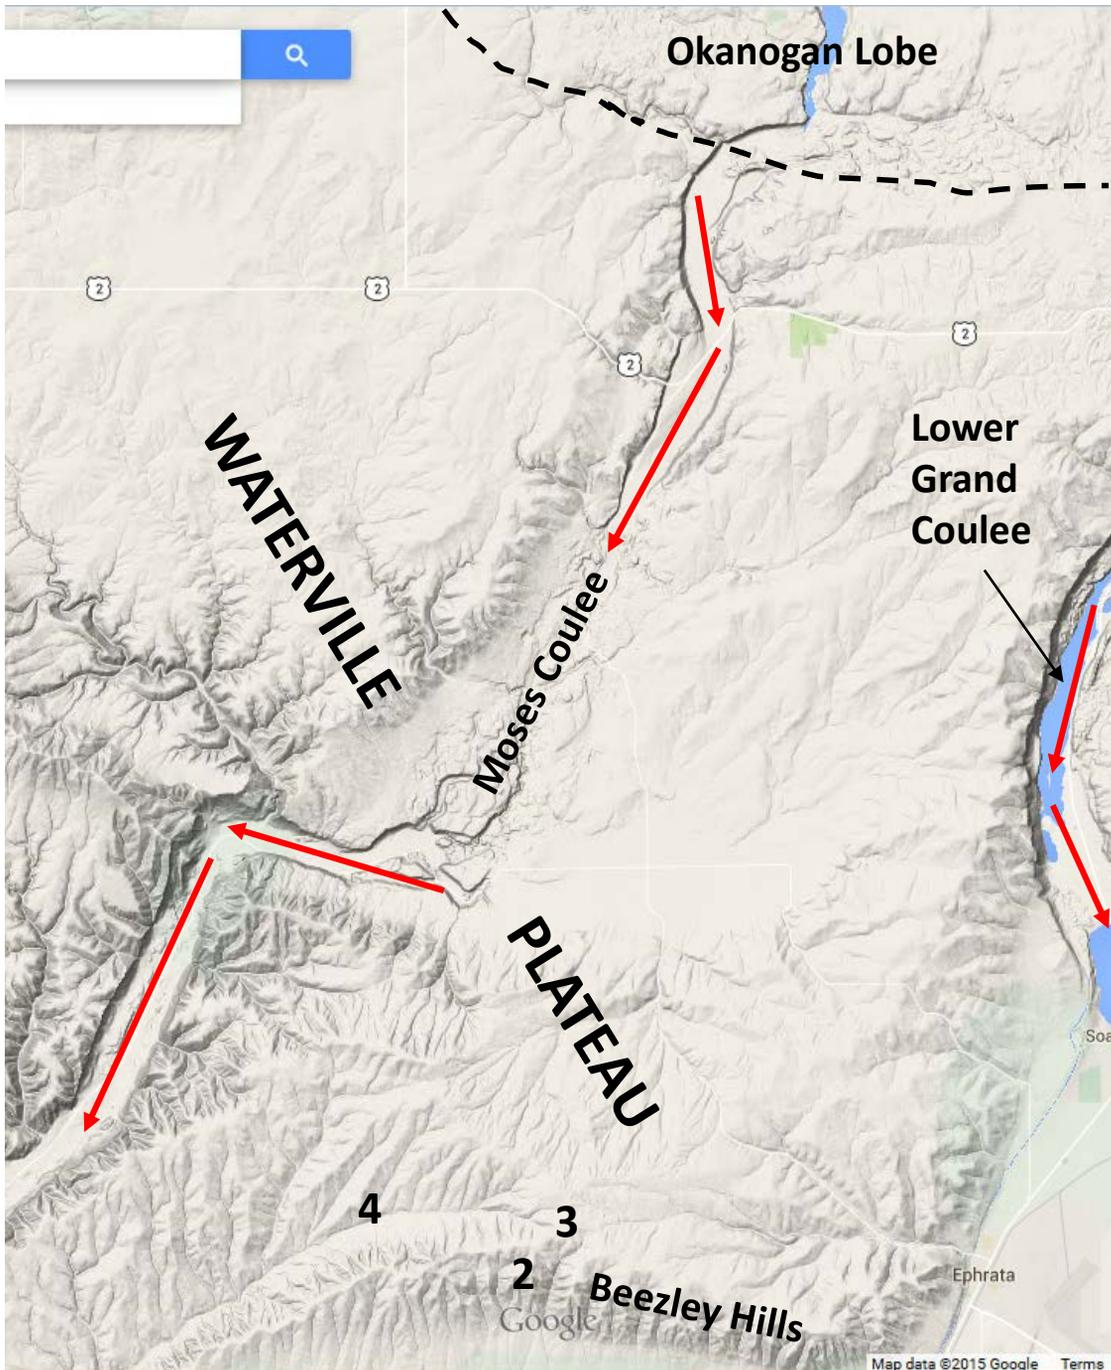 Okanogan Lobe
2
2
2
2
Lower
Grand
Coulee
WATERVILLE
Moses Coulee
PLATEAU
Soa
4
3
2
Beezley Hills
Ephrata
Google
Map data ©2015 Google Terms